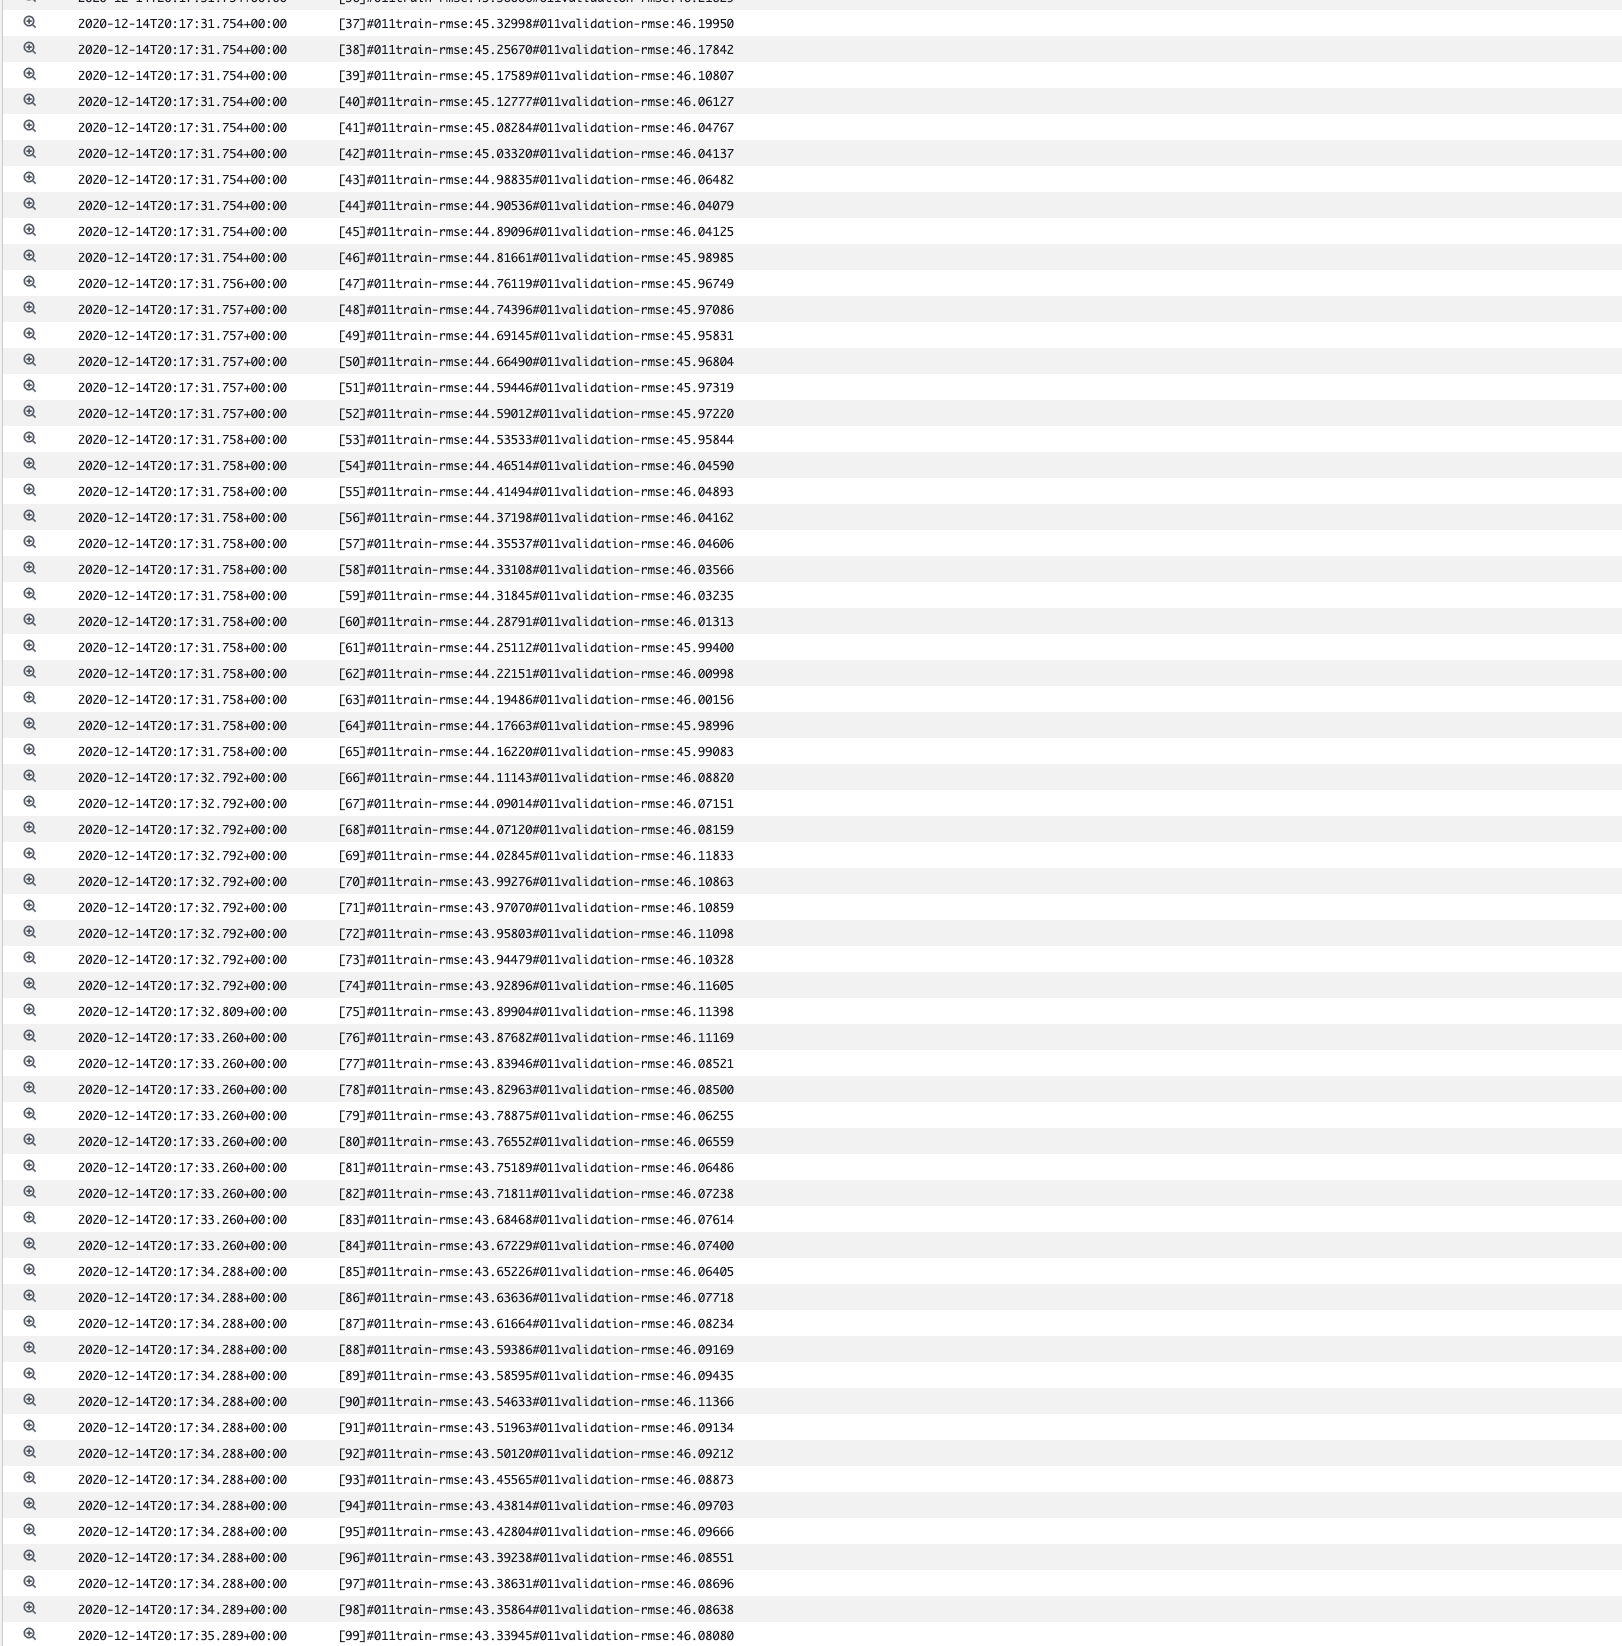 2020-12-14T20:17:31.754+00:00 [37]#011train-rmse:45.32998#011validation-rmse:46.19950
2020-12-14T20:17:31.754+00:00 [38]#011train-rmse:45.25670#011validation-rmse:46.17842
2020-12-14T20:17:31.754+00:00 [39]#011train-rmse:45.17589#011validation-rmse:46.10807
2020-12-14T20:17:31.754+00:00 [40]#011train-rmse:45.12777#011validation-rmse:46.06127
2020-12-14T20:17:31.754+00:00 [41]#011train-rmse:45.08284#011validation-rmse:46.04767
2020-12-14T20:17:31.754+00:00 [42]#011train-rmse:45.03320#011validation-rmse:46.04137
2020-12-14T20:17:31.754+00:00 [43]#011train-rmse:44.98835#011validation-rmse:46.06482
2020-12-14T20:17:31.754+00:00 [44]#011train-rmse:44.90536#011validation-rmse:46.04079
2020-12-14T20:17:31.754+00:00 [45]#011train-rmse:44.89096#011validation-rmse:46.04125
2020-12-14T20:17:31.754+00:00 [46]#011train-rmse:44.81661#011validation-rmse:45.98985
2020-12-14T20:17:31.756+00:00 [47]#011train-rmse:44.76119#011validation-rmse:45.96749
2020-12-14T20:17:31.757+00:00 [48]#011train-rmse:44.74396#011validation-rmse:45.97086
2020-12-14T20:17:31.757+00:00 [49]#011train-rmse:44.69145#011validation-rmse:45.95831
2020-12-14T20:17:31.757+00:00 [50]#011train-rmse:44.66490#011validation-rmse:45.96804
2020-12-14T20:17:31.757+00:00 [51]#011train-rmse:44.59446#011validation-rmse:45.97319
2020-12-14T20:17:31.757+00:00 [52]#011train-rmse:44.59012#011validation-rmse:45.97220
2020-12-14T20:17:31.758+00:00 [53]#011train-rmse:44.53533#011validation-rmse:45.95844
2020-12-14T20:17:31.758+00:00 [54]#011train-rmse:44.46514#011validation-rmse:46.04590
2020-12-14T20:17:31.758+00:00 [55]#011train-rmse:44.41494#011validation-rmse:46.04893
2020-12-14T20:17:31.758+00:00 [56]#011train-rmse:44.37198#011validation-rmse:46.04162
2020-12-14T20:17:31.758+00:00 [57]#011train-rmse:44.35537#011validation-rmse:46.04606
2020-12-14T20:17:31.758+00:00 [58]#011train-rmse:44.33108#011validation-rmse:46.03566
2020-12-14T20:17:31.758+00:00 [59]#011train-rmse:44.31845#011validation-rmse:46.03235
2020-12-14T20:17:31.758+00:00 [60]#011train-rmse:44.28791#011validation-rmse:46.01313
2020-12-14T20:17:31.758+00:00 [61]#011train-rmse:44.25112#011validation-rmse:45.99400
2020-12-14T20:17:31.758+00:00 [62]#011train-rmse:44.22151#011validation-rmse:46.00998
2020-12-14T20:17:31.758+00:00 [63]#011train-rmse:44.19486#011validation-rmse:46.00156
2020-12-14T20:17:31.758+00:00 [64]#011train-rmse:44.17663#011validation-rmse:45.98996
2020-12-14T20:17:31.758+00:00 [65]#011train-rmse:44.16220#011validation-rmse:45.99083
2020-12-14T20:17:32.792+00:00 [66]#011train-rmse:44.11143#011validation-rmse:46.08820
2020-12-14T20:17:32.792+00:00 [67]#011train-rmse:44.09014#011validation-rmse:46.07151
2020-12-14T20:17:32.792+00:00 [68]#011train-rmse:44.07120#011validation-rmse:46.08159
2020-12-14T20:17:32.792+00:00 [69]#011train-rmse:44.02845#011validation-rmse:46.11833
2020-12-14T20:17:32.792+00:00 [70]#011train-rmse:43.99276#011validation-rmse:46.10863
2020-12-14T20:17:32.792+00:00 [71]#011train-rmse:43.97070#011validation-rmse:46.10859
2020-12-14T20:17:32.792+00:00 [72]#011train-rmse:43.95803#011validation-rmse:46.11098
2020-12-14T20:17:32.792+00:00 [73]#011train-rmse:43.94479#011validation-rmse:46.10328
2020-12-14T20:17:32.792+00:00 [74]#011train-rmse:43.92896#011validation-rmse:46.11605
2020-12-14T20:17:32.809+00:00 [75]#011train-rmse:43.89904#011validation-rmse:46.11398
2020-12-14T20:17:33.260+00:00 [76]#011train-rmse:43.87682#011validation-rmse:46.11169
2020-12-14T20:17:33.260+00:00 [77]#011train-rmse:43.83946#011validation-rmse:46.08521
2020-12-14T20:17:33.260+00:00 [78]#011train-rmse:43.82963#011validation-rmse:46.08500
2020-12-14T20:17:33.260+00:00 [79]#011train-rmse:43.78875#011validation-rmse:46.06255
2020-12-14T20:17:33.260+00:00 [80]#011train-rmse:43.76552#011validation-rmse:46.06559
2020-12-14T20:17:33.260+00:00 [81]#011train-rmse:43.75189#011validation-rmse:46.06486
2020-12-14T20:17:33.260+00:00 [82]#011train-rmse:43.71811#011validation-rmse:46.07238
2020-12-14T20:17:33.260+00:00 [83]#011train-rmse:43.68468#011validation-rmse:46.07614
2020-12-14T20:17:33.260+00:00 [84]#011train-rmse:43.67229#011validation-rmse:46.07400
2020-12-14T20:17:34.288+00:00 [85]#011train-rmse:43.65226#011validation-rmse:46.06405
2020-12-14T20:17:34.288+00:00 [86]#011train-rmse:43.63636#011validation-rmse:46.07718
2020-12-14T20:17:34.288+00:00 [87]#011train-rmse:43.61664#011validation-rmse:46.08234
2020-12-14T20:17:34.288+00:00 [88]#011train-rmse:43.59386#011validation-rmse:46.09169
2020-12-14T20:17:34.288+00:00 [89]#011train-rmse:43.58595#011validation-rmse:46.09435
2020-12-14T20:17:34.288+00:00 [90]#011train-rmse:43.54633#011validation-rmse:46.11366
2020-12-14T20:17:34.288+00:00 [91]#011train-rmse:43.51963#011validation-rmse:46.09134
2020-12-14T20:17:34.288+00:00 [92]#011train-rmse:43.50120#011validation-rmse:46.09212
2020-12-14T20:17:34.288+00:00 [93]#011train-rmse:43.45565#011validation-rmse:46.08873
2020-12-14T20:17:34.288+00:00 [94]#011train-rmse:43.43814#011validation-rmse:46.09703
2020-12-14T20:17:34.288+00:00 [95]#011train-rmse:43.42804#011validation-rmse:46.09666
2020-12-14T20:17:34.288+00:00 [96]#011train-rmse:43.39238#011validation-rmse:46.08551
2020-12-14T20:17:34.288+00:00 [97]#011train-rmse:43.38631#011validation-rmse:46.08696
2020-12-14T20:17:34.289+00:00 [98]#011train-rmse:43.35864#011validation-rmse:46.08638
2020-12-14T20:17:35.289+00:00 [99]#011train-rmse:43.33945#011validation-rmse:46.08080